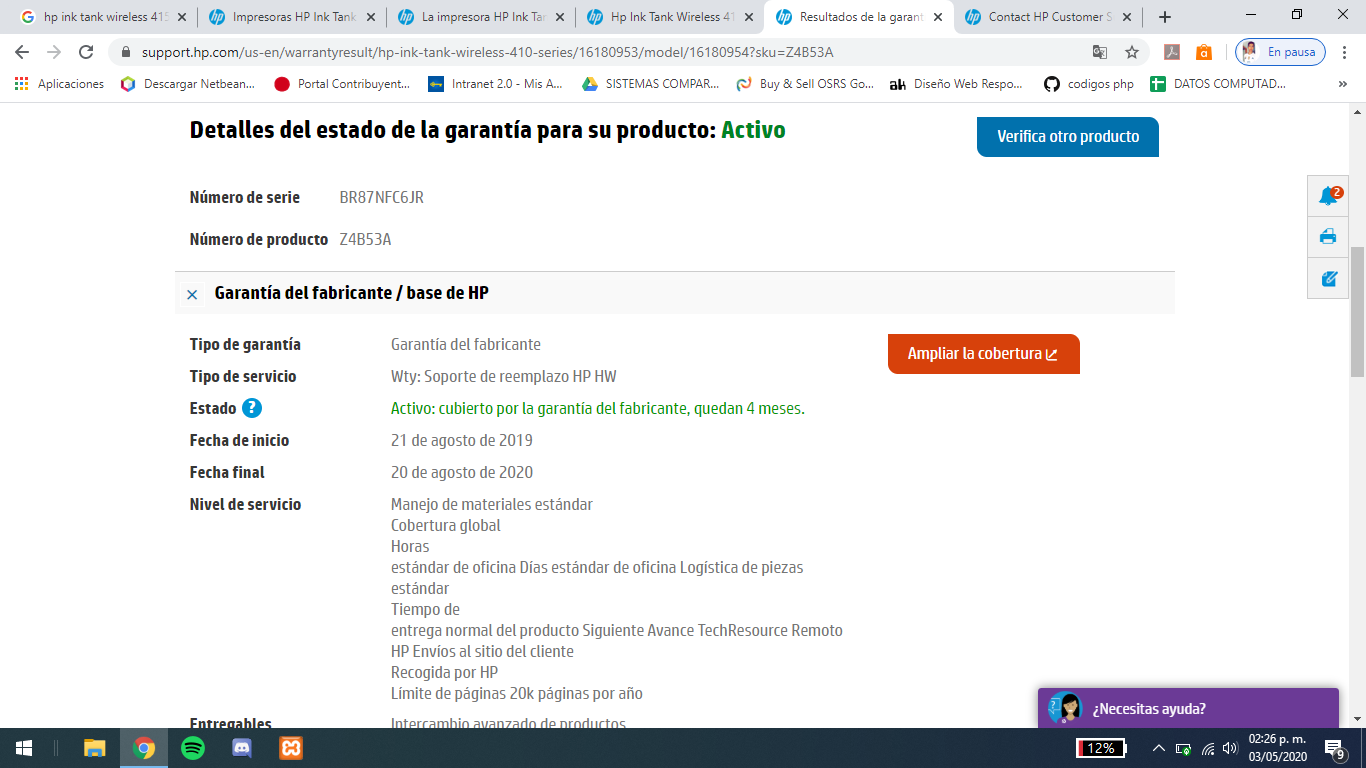 hp ink tank wireless 415
Impresoras HP Ink Tank
La impresora HP Ink Tan
Hp Ink Tank Wireless 41
Resultados de la garant
Contact HP Customer S
support.hp.com/us-en/warrantyresult/hp-ink-tank-wireless-410-series/16180953/model/16180954?sku=Z4B53A
En pausa
Aplicaciones
Descargar Netbean...
Portal Contribuyent...
Intranet 2.0 - Mis A...
SISTEMAS COMPAR...
Buy & Sell OSRS Go...
Diseño Web Respo...
codigos php
DATOS COMPUTAD...
»
Detalles del estado de la garantía para su producto: Activo
Verifica otro producto
Número de serie BR87NFC6JR
2
Número de producto Z4B53A
Garantía del fabricante / base de HP
Tipo de garantía Garantía del fabricante
Ampliar la cobertura
Tipo de servicio Wty: Soporte de reemplazo HP HW
Estado ? Activo: cubierto por la garantía del fabricante, quedan 4 meses.
Fecha de inicio 21 de agosto de 2019
Fecha final 20 de agosto de 2020
Nivel de servicio Manejo de materiales estándar
Cobertura global
Horas
estándar de oficina Días estándar de oficina Logística de piezas
estándar
Tiempo de
entrega normal del producto Siguiente Avance TechResource Remoto
HP Envíos al sitio del cliente
Recogida por HP
Límite de páginas 20k páginas por año
¿Necesitas ayuda?
Entregables Intercambio avanzado de productos
12%
02:26 p. m.
03/05/2020
9